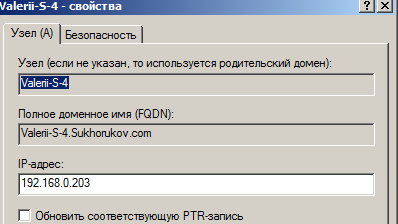 Valerii-S-4 - свойства
Узел (A) Безопасность
Узел (если не указан, то используется родительский домен):
Valerii-S-4
Полное доменное имя (FQDN):
Valerii-S-4.Sukhorukov.com
IP-адрес:
192.168.0.203
Обновить соответствующую PTR-запись